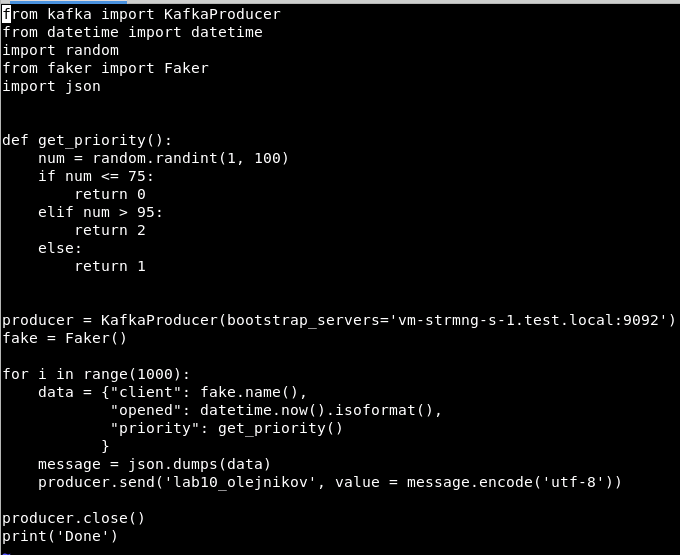 from kafka import KafkaProducer
from datetime import datetime
import random
from faker import Faker
import json


def get_priority():
    num = random.randint(1, 100)
    if num <= 75:
        return 0
    elif num > 95:
        return 2
    else:
        return 1


producer = KafkaProducer(bootstrap_servers='vm-strmng-s-1.test.local:9092')
fake = Faker()

for i in range(1000):
    data = {"client": fake.name(),
            "opened": datetime.now().isoformat(),
            "priority": get_priority()
           }
    message = json.dumps(data)
    producer.send('lab10_olejnikov', value = message.encode('utf-8'))

producer.close()
print('Done')